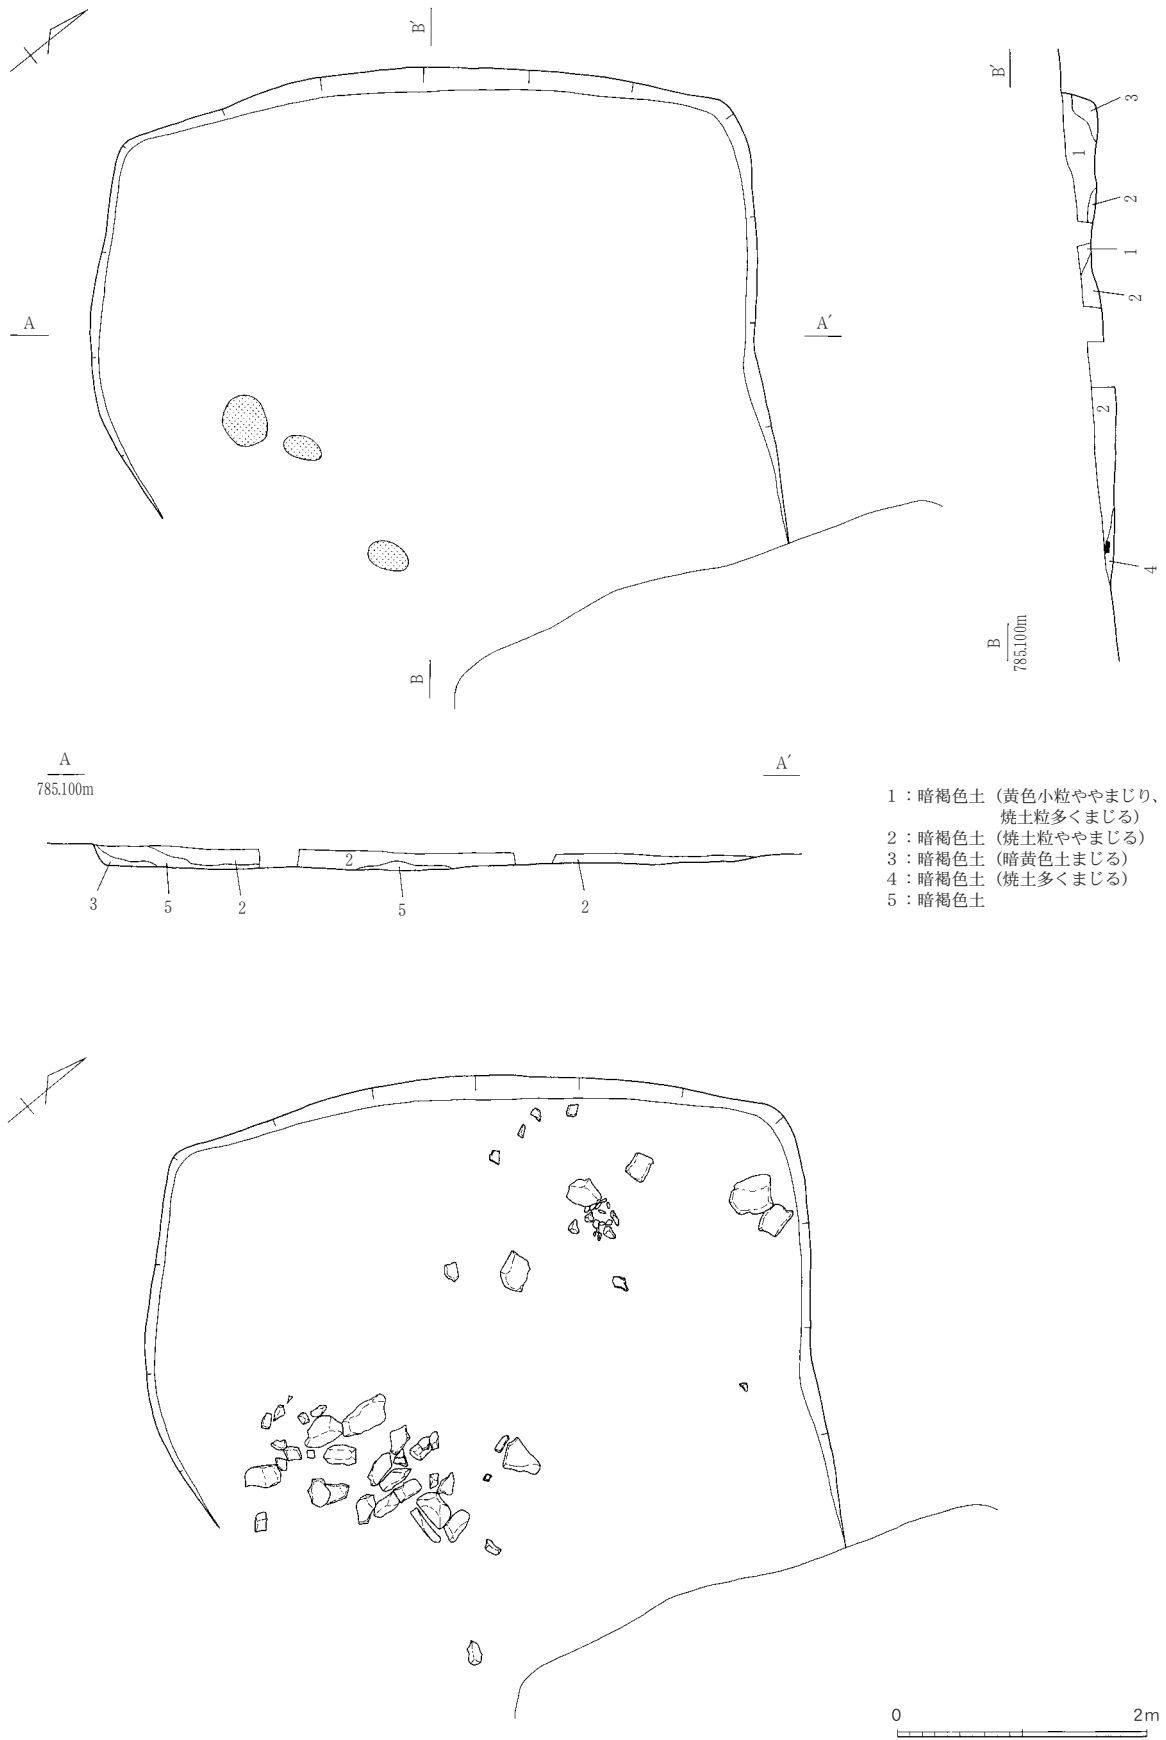 B′
A
A′
B
B′
3
1
2
1
2
2
4
B
785.100m
A
785.100m
A′
2
3
5
2
5
2
1：暗褐色土（黄色小粒ややまじり、
焼土粒多くまじる）
2：暗褐色土（焼土粒ややまじる）
3：暗褐色土（暗黄色土まじる）
4：暗褐色土（焼土多くまじる）
5：暗褐色土
0
2m